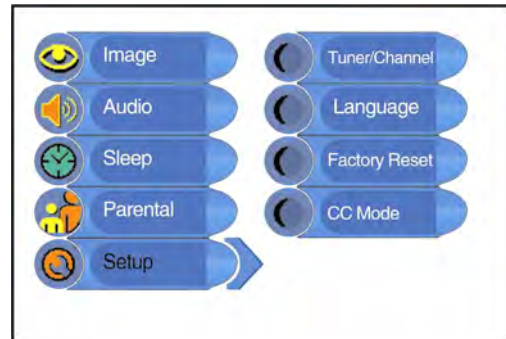 Image
Audio
Sleep
Parental
Setup
Tuner/Channel
Language
Factory Reset
CC Mode